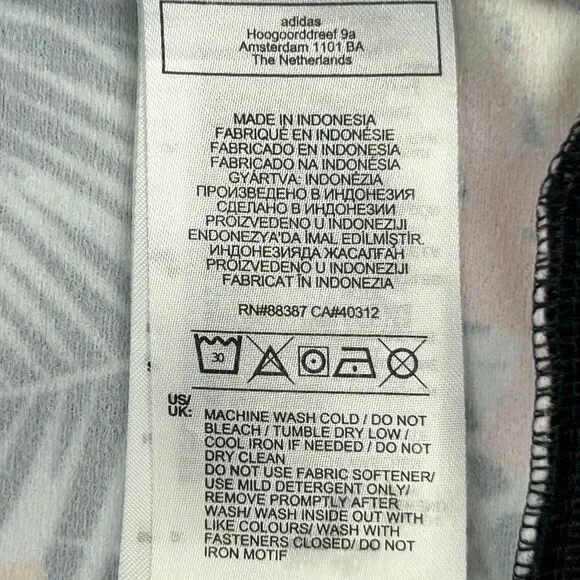 adidas
Hoogoorddreef 9a
Amsterdam 1101 BA
The Netherlands
MADE IN INDONESIA
FABRIQUÉ EN INDONÉSIE
FABRICADO EN INDONESIA
FABRICADO NA INDONÉSIA
GYÁRTVA: INDONÉZIA
ПРОИЗВЕДЕНО В ИНДОНЕЗИЯ
СДЕЛАНО В ИНДОНЕЗИИ
PROIZVEDENO U INDONEZIJI
ENDONEZYA'DA İMAL EDİLMİŞTİR.
ИНДОНЕЗИЯДА ЖАСАЛҒАН
PROIZVEDENO U INDONEZIJI
FABRICAT ÎN INDONEZIA
RN#88387 CA#40312
30
US/
UK:
MACHINE WASH COLD / DO NOT
BLEACH / TUMBLE DRY LOW /
COOL IRON IF NEEDED / DO NOT
DRY CLEAN
DO NOT USE FABRIC SOFTENER/
USE MILD DETERGENT ONLY/
REMOVE PROMPTLY AFTER
WASH/ WASH INSIDE OUT WITH
LIKE COLOURS/ WASH WITH
FASTENERS CLOSED/ DO NOT
IRON MOTIF